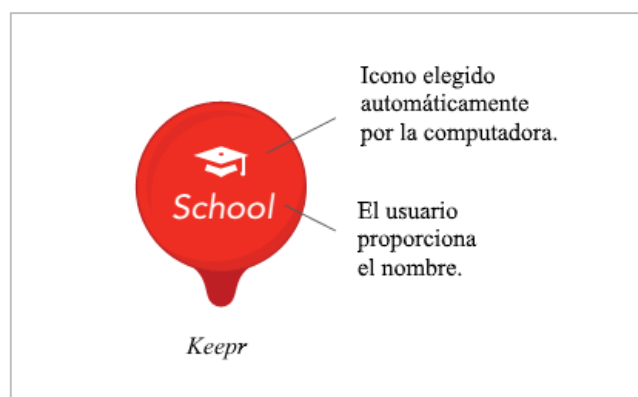 Icono elegido
automáticamente
por la computadora.
School
El usuario
proporciona
el nombre.
Keepr